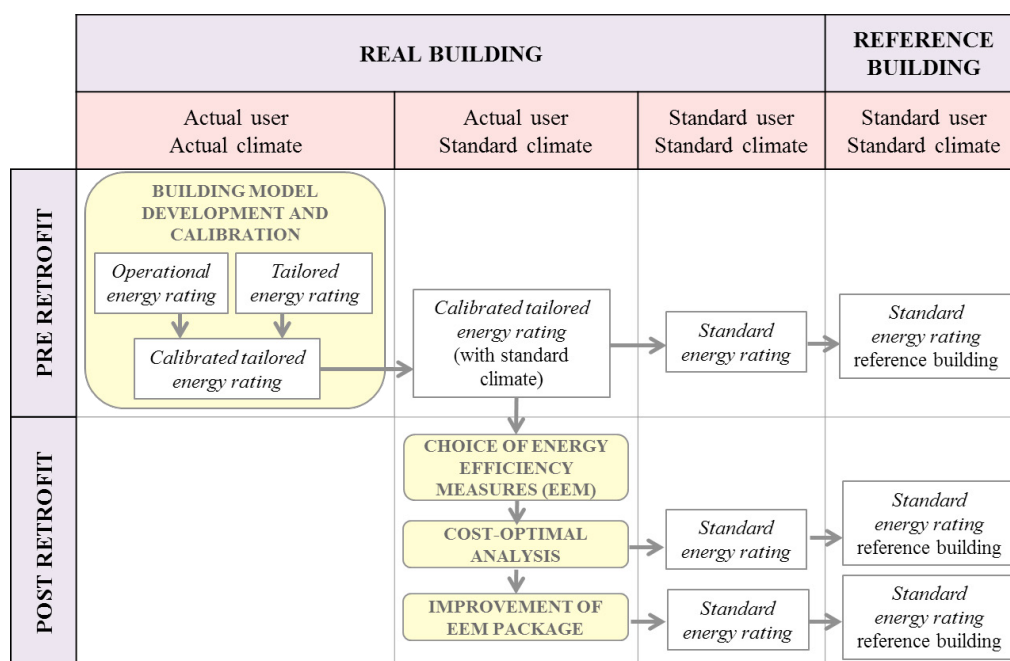 REAL BUILDING
REFERENCE
BUILDING
Actual user
Actual climate
Actual user
Standard climate
Standard user
Standard climate
Standard user
Standard climate
PRE RETROFIT
BUILDING MODEL
DEVELOPMENT AND
CALIBRATION
Operational
energy rating
Tailored
energy rating
Calibrated tailored
energy rating
Calibrated tailored
energy rating
(with standard
climate)
Standard
energy rating
Standard
energy rating
reference building
POST RETROFIT
CHOICE OF ENERGY
EFFICIENCY
MEASURES (EEM)
COST-OPTIMAL
ANALYSIS
Standard
energy rating
Standard
energy rating
reference building
IMPROVEMENT OF
EEM PACKAGE
Standard
energy rating
Standard
energy rating
reference building